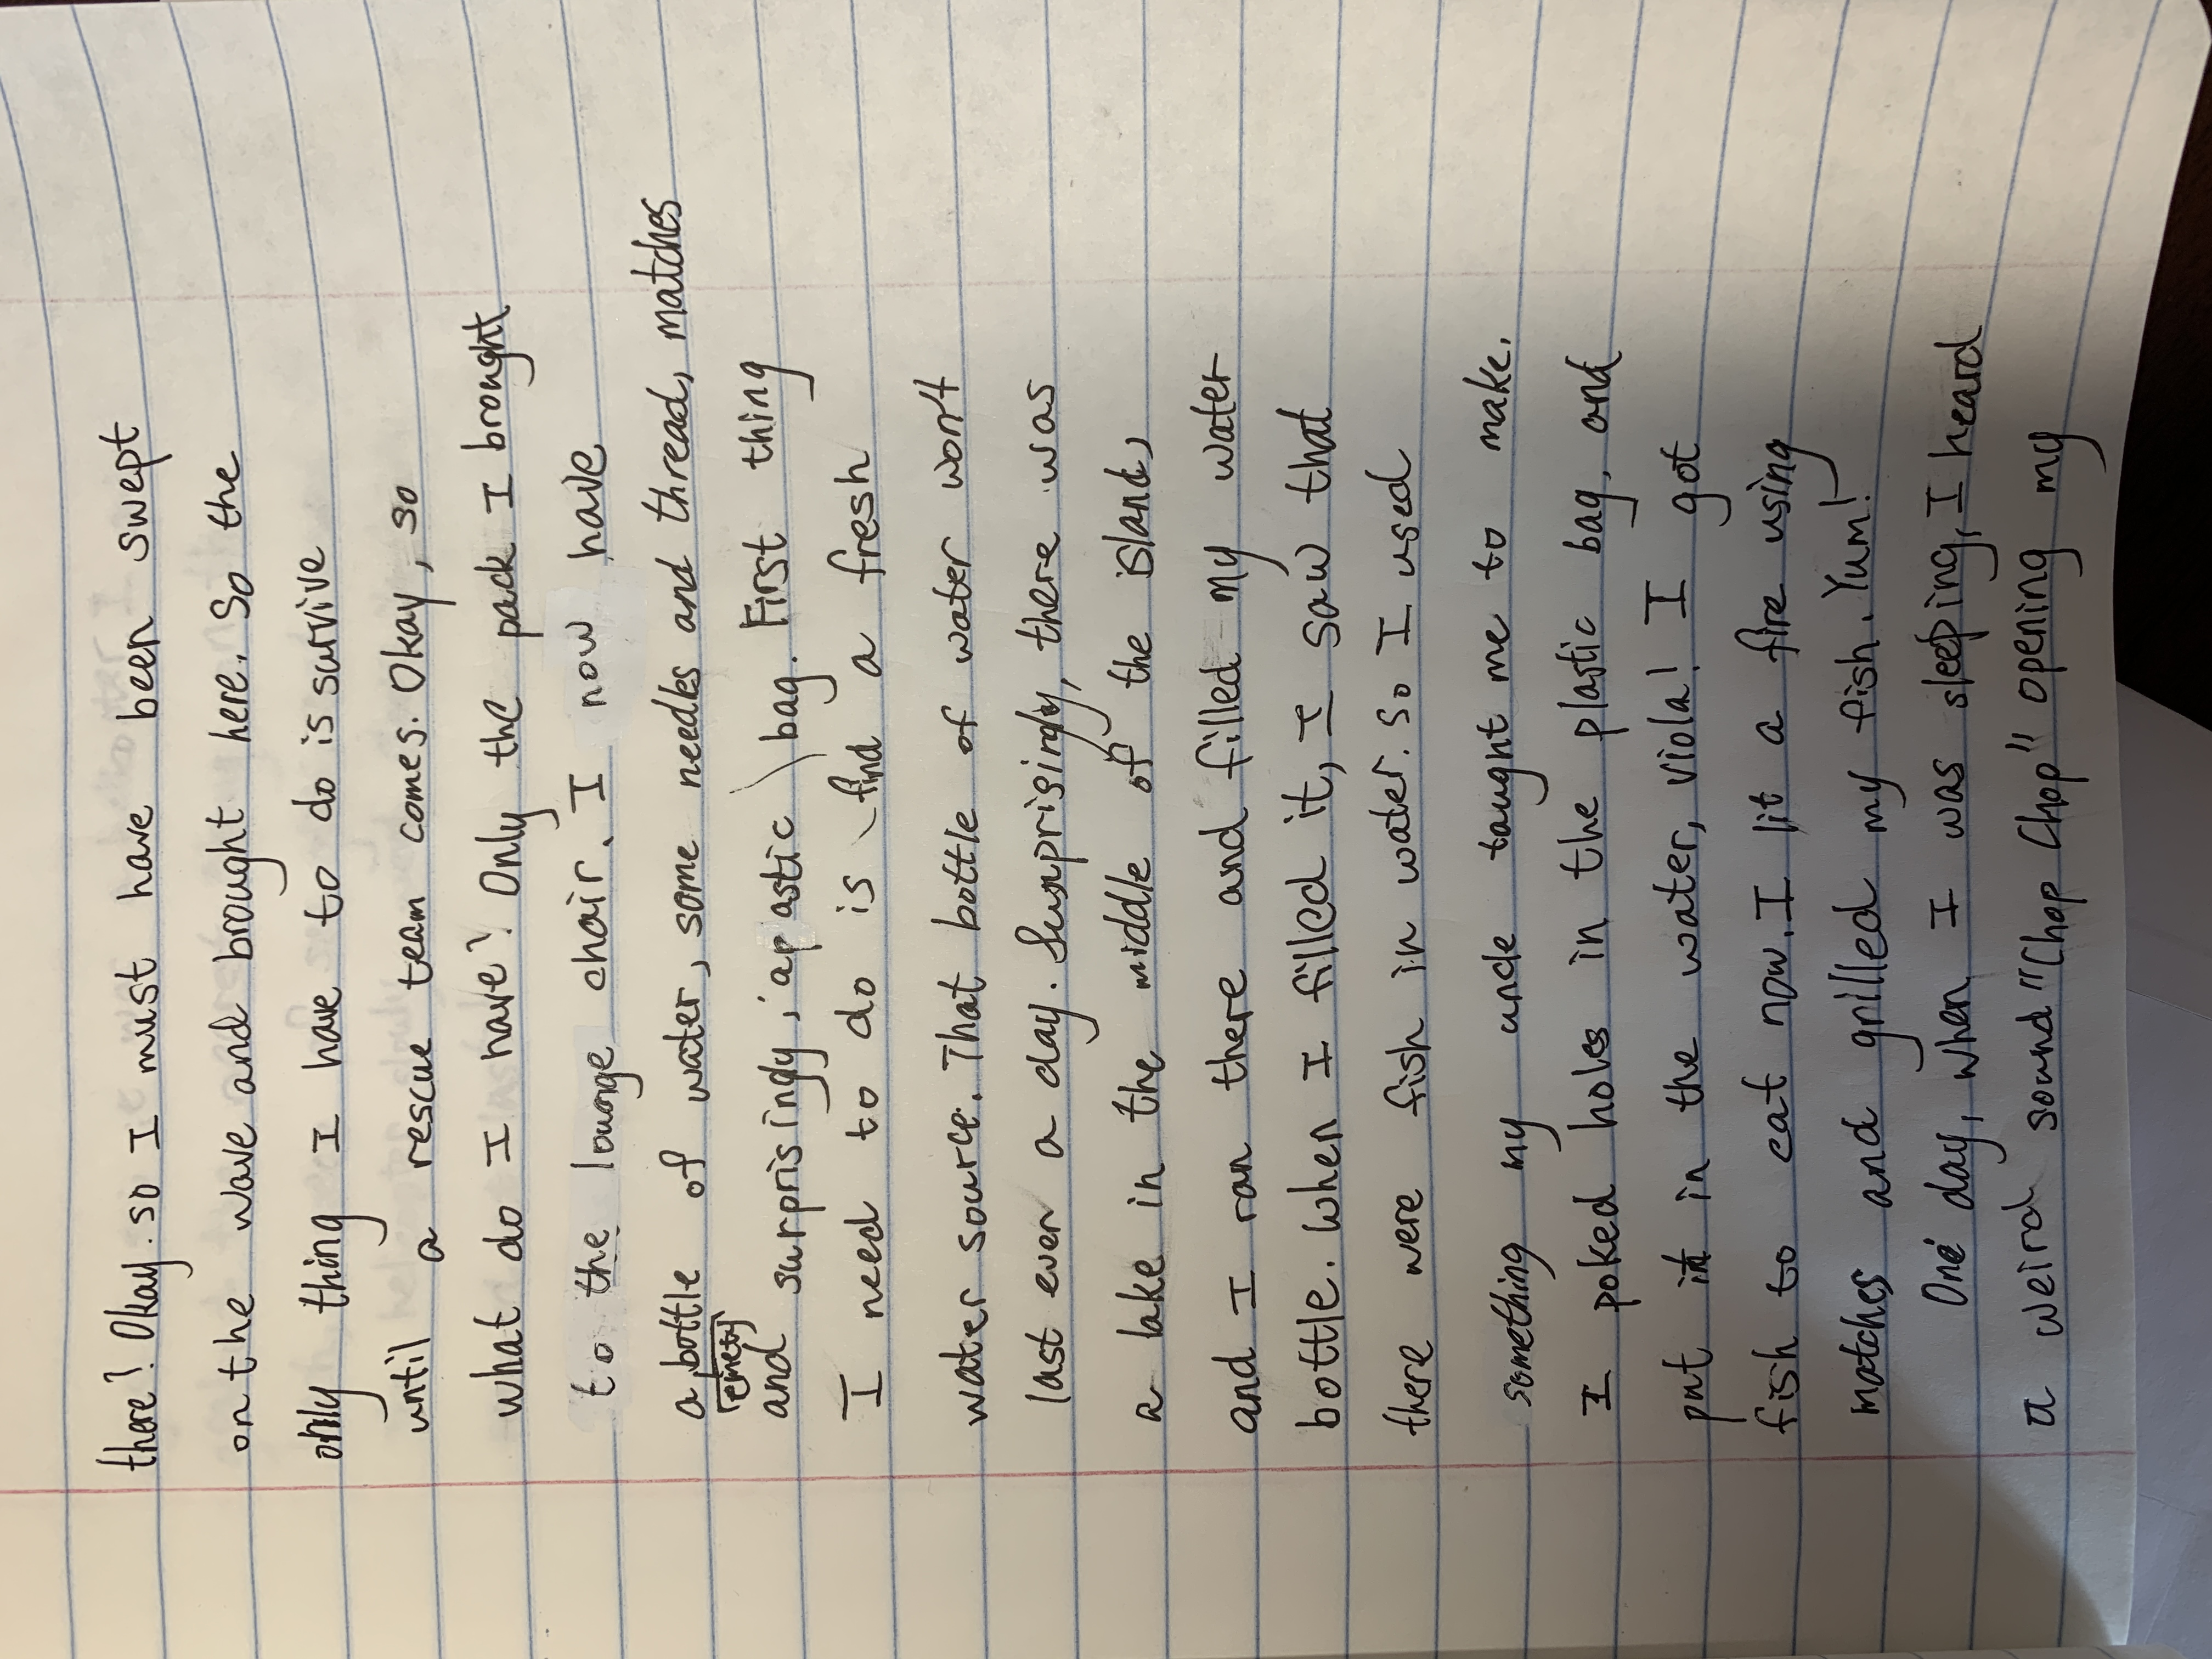 there? Okay. so I must have been swept
on the wave and brought here. So the
only thing I have to do is survive
until a rescue team comes. Okay, so
what do I have? Only the pack I brought
to the lounge chair. I now have
a bottle of water, some needles and thread, matches
emety
and surprisingly, a p astic bag. First thing
I need to do is find a fresh
water source. That bottle of water won't
last even a day. Surprisingly, there was
a lake in the middle of the island,
and I ran there and filled my water
bottle. When I filled it, I saw that
there were fish in water. So I used
something my uncle taught me to make.
I poked holes in the plastic bag, and
put it in the water, viola! I got
fish to eat now. I lit a fire using
matches and grilled my fish. Yum!
One day, when I was sleeping, I heard
a weird sound "Chop Chop" opening my